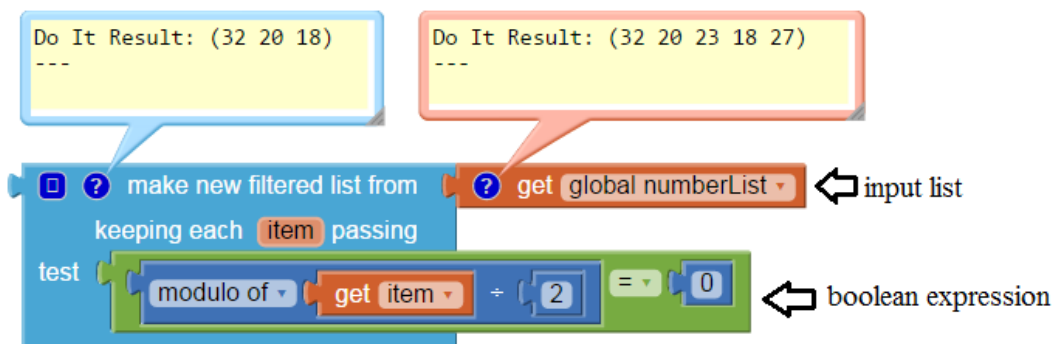 Do It Result: (32 20 18)
---
Do It Result: (32 20 23 18 27)
---
? make new filtered list from ? get global numberList input list
keeping each item passing
test modulo of get item ÷ 2 = 0 boolean expression